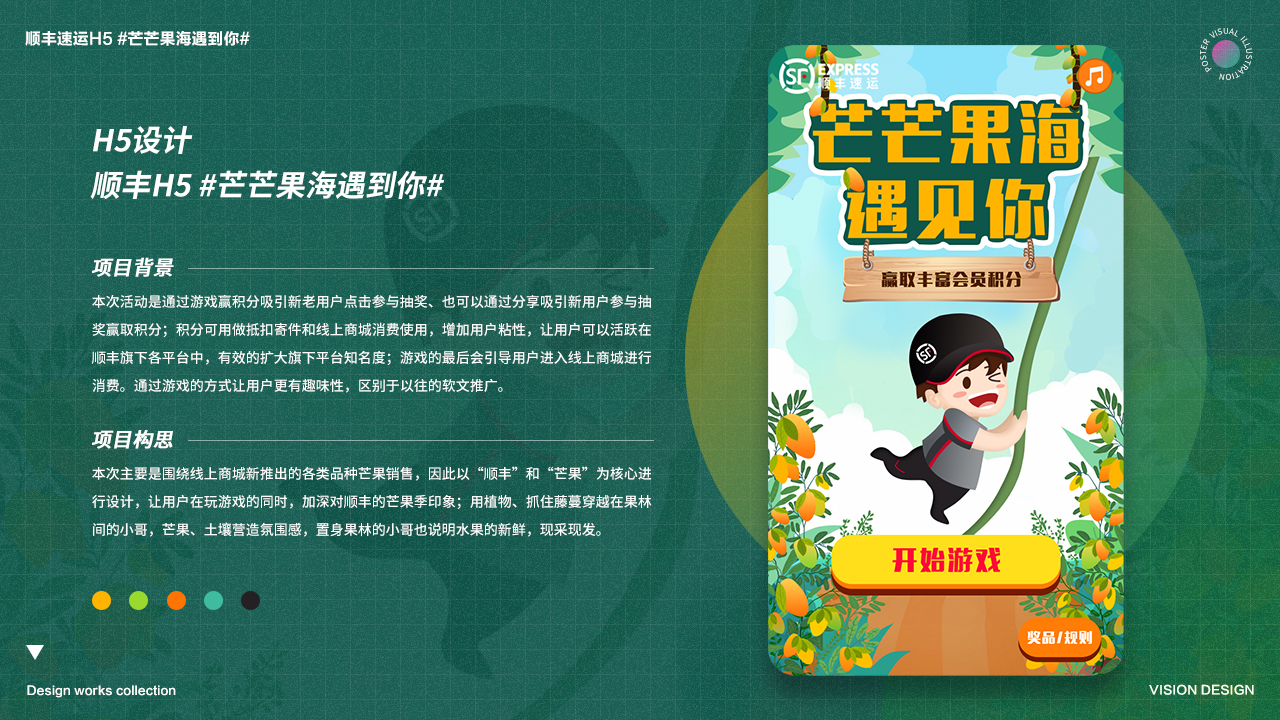 顺丰速运H5 #芒芒果海遇到你#
POSTER VISUAL ILLUSTRATION
H5设计
顺丰H5 #芒芒果海遇到你#
项目背景
本次活动是通过游戏赢积分吸引新老用户点击参与抽奖、也可以通过分享吸引新用户参与抽
奖赢取积分；积分可用做抵扣寄件和线上商城消费使用，增加用户粘性，让用户可以活跃在
顺丰旗下各平台中，有效的扩大旗下平台知名度；游戏的最后会引导用户进入线上商城进行
消费。通过游戏的方式让用户更有趣味性，区别于以往的软文推广。
项目构思
本次主要是围绕线上商城新推出的各类品种芒果销售，因此以“顺丰”和“芒果”为核心进
行设计，让用户在玩游戏的同时，加深对顺丰的芒果季印象；用植物、抓住藤蔓穿越在果林
间的小哥，芒果、土壤营造氛围感，置身果林的小哥也说明水果的新鲜，现采现发。
SF EXPRESS
顺丰速运
芒芒果海
遇见你
赢取丰富会员积分
SF
开始游戏
奖品/规则
Design works collection
VISION DESIGN